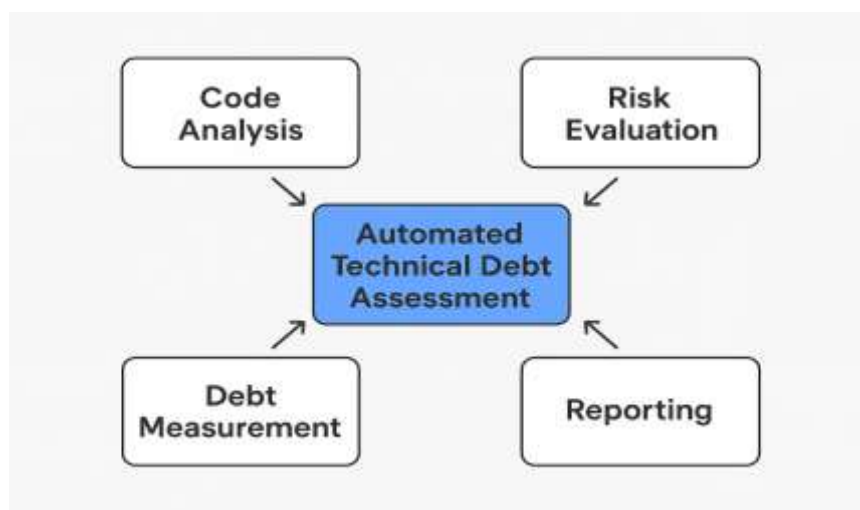 Code
Analysis
Risk
Evaluation
Automated
Technical Debt
Assessment
Debt
Measurement
Reporting